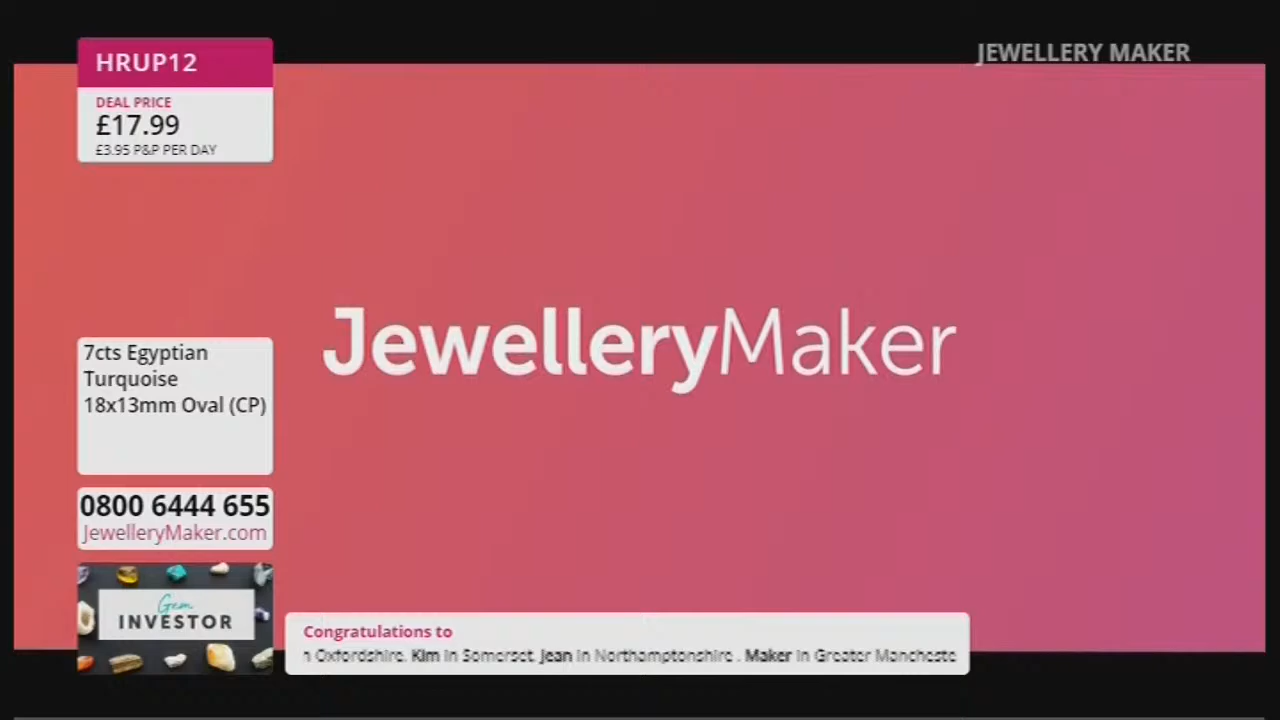 HRUP12
JEWELLERY MAKER
DEAL PRICE
£17.99
£3.95 P&P PER DAY
JewelleryMaker
7cts Egyptian
Turquoise
18x13mm Oval (CP)
0800 6444 655
JewelleryMaker.com
Gem
INVESTOR
Congratulations to
n Oxfordshire. Kim in Somerset. Jean in Northamptonshire . Maker in Greater Mancheste